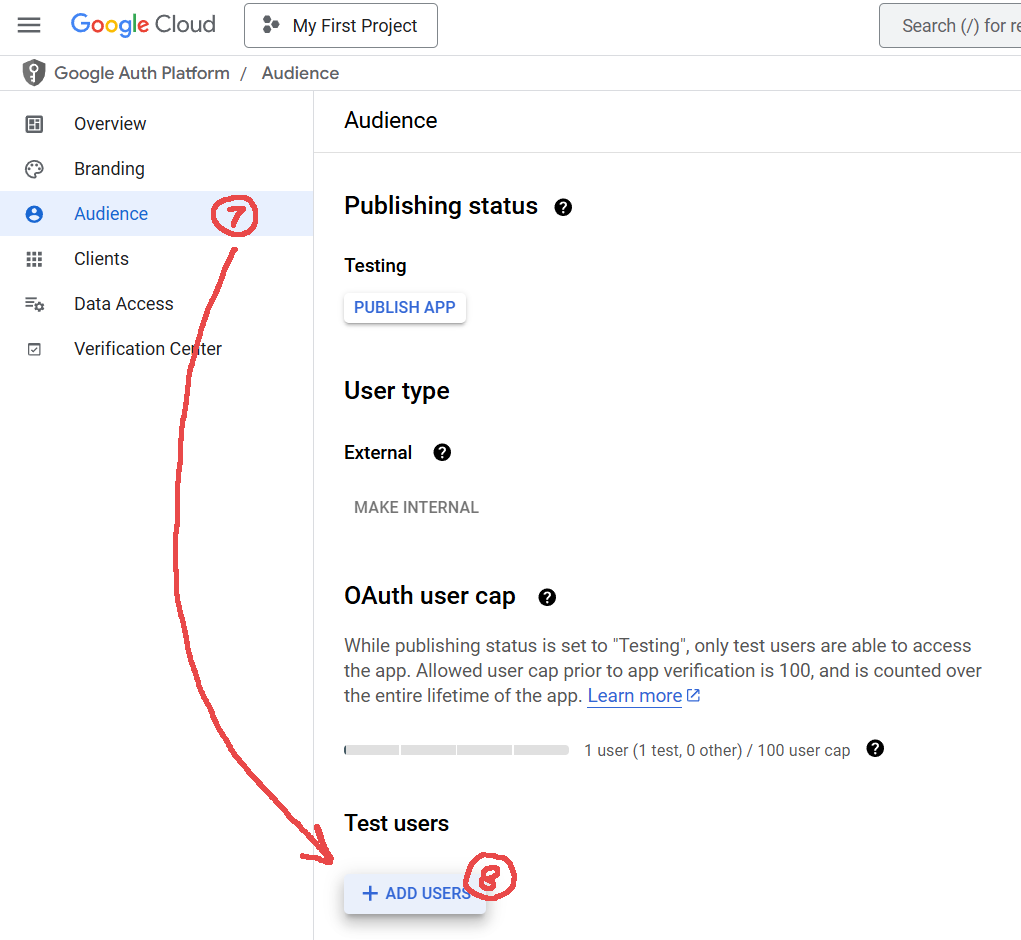 Google Cloud
My First Project
Search (/) for re
Google Auth Platform / Audience
Overview
Branding
Audience
7
Clients
Data Access
Verification Center
Audience
Publishing status
Testing
PUBLISH APP
User type
External
MAKE INTERNAL
OAuth user cap
While publishing status is set to "Testing", only test users are able to access
the app. Allowed user cap prior to app verification is 100, and is counted over
the entire lifetime of the app. Learn more
1 user (1 test, 0 other) / 100 user cap
Test users
+ ADD USERS
8